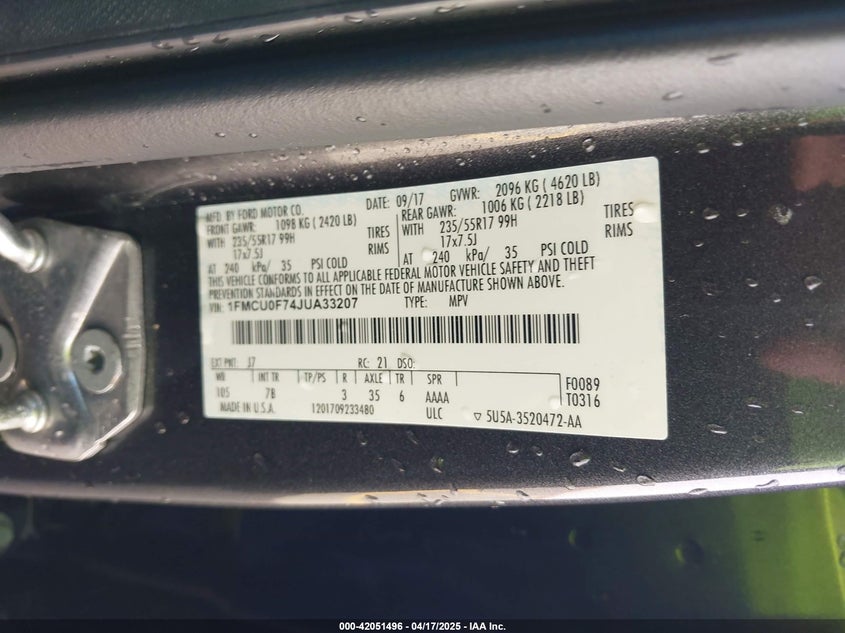 MFD. BY FORD MOTOR CO. DATE: 09/17 GVWR: 2096 KG ( 4620 LB)
FRONT GAWR: 1098 KG ( 2420 LB) REAR GAWR: 1006 KG ( 2218 LB)
WITH 235/55R17 99H TIRES WITH 235/55R17 99H TIRES
17x7.5J RIMS 17x7.5J RIMS
AT 240 kPa/ 35 PSI COLD AT 240 kPa/ 35 PSI COLD
THIS VEHICLE CONFORMS TO ALL APPLICABLE FEDERAL MOTOR VEHICLE SAFETY AND THEFT
PREVENTION STANDARDS IN EFFECT ON THE DATE OF MANUFACTURE SHOWN ABOVE.
VIN: 1FMCU0F74JUA33207 TYPE: MPV
EXT PNT: J7 RC: 21 DSO:
WB INT TR TP/PS R AXLE TR SPR F0089
105 7B 3 35 6 AAAA T0316
MADE IN U.S.A. 1201709233480 ULC ▽ 5U5A-3520472-AA
000-42051496 - 04/17/2025 - IAA Inc.